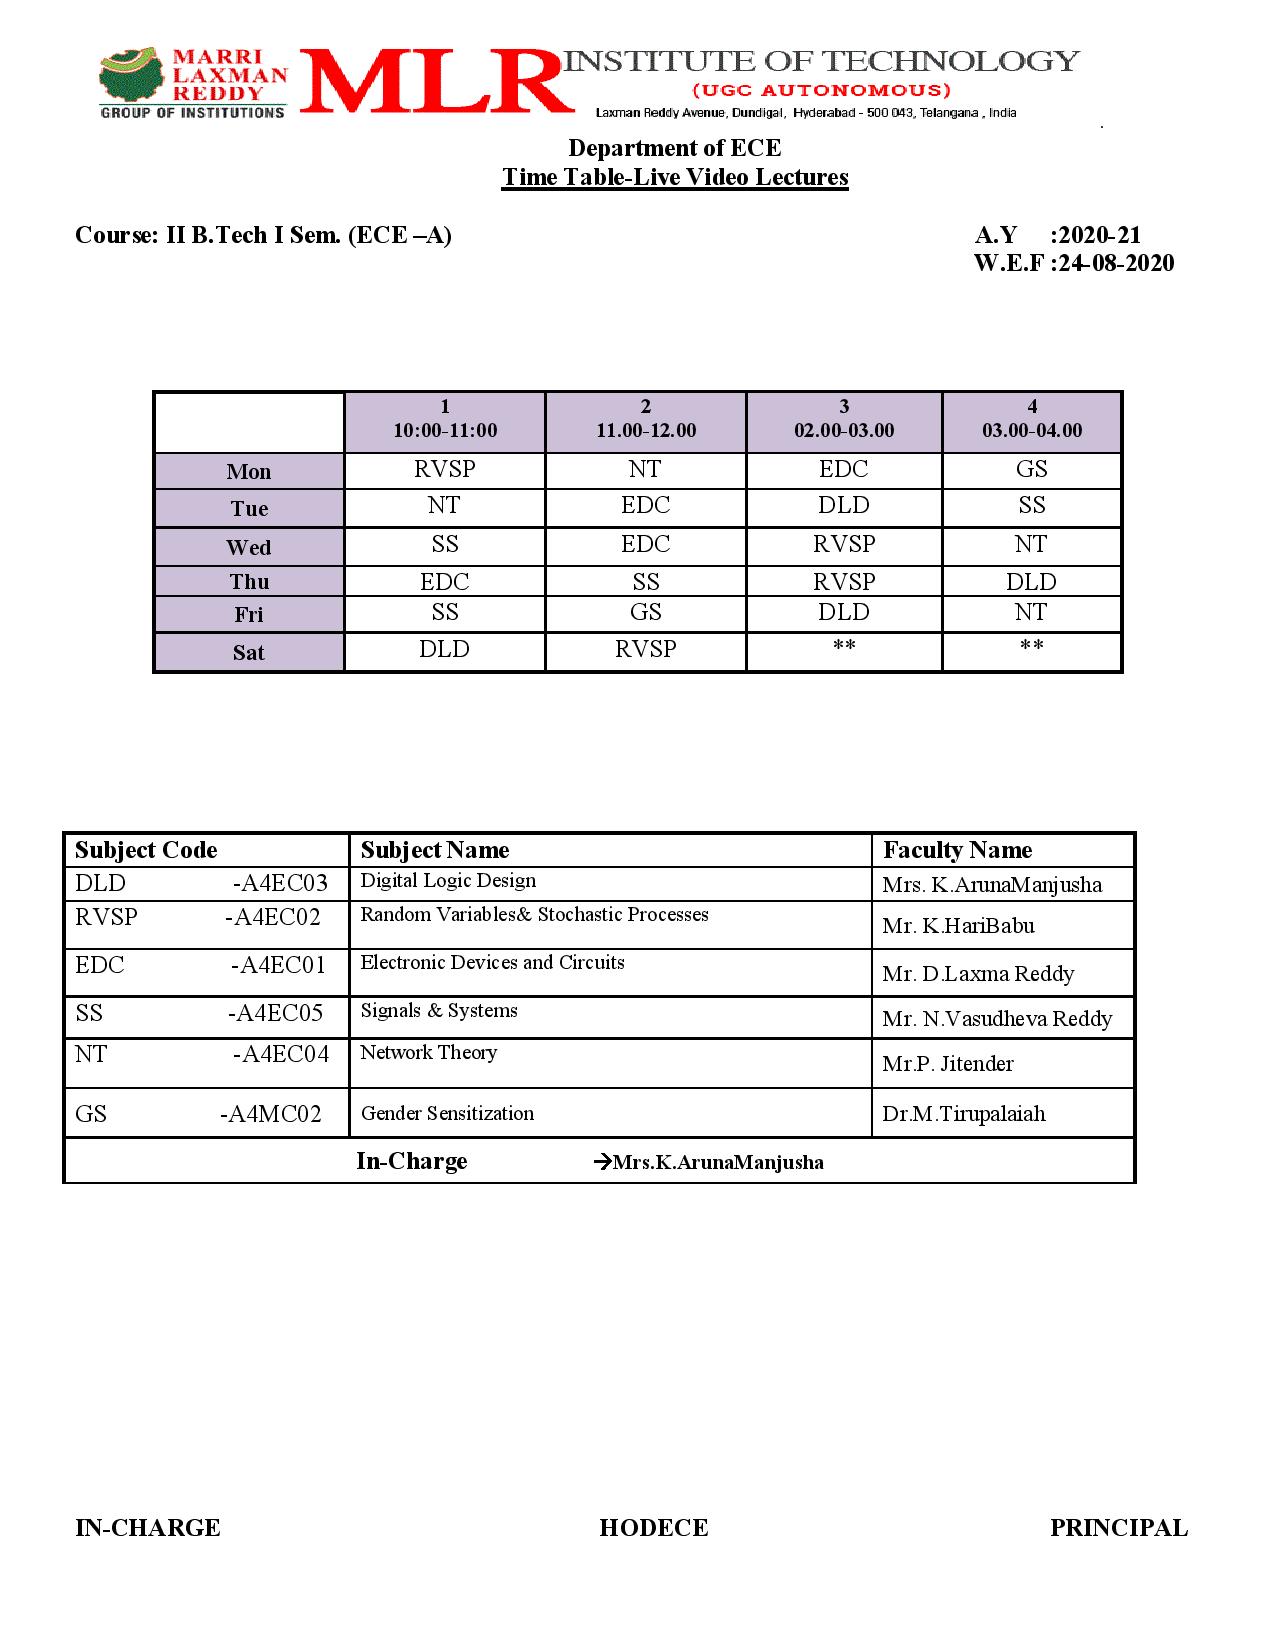 MARRI
LAXMAN
REDDY
GROUP OF INSTITUTIONS
MLR INSTITUTE OF TECHNOLOGY
(UGC AUTONOMOUS)
Laxman Reddy Avenue, Dundigal, Hyderabad - 500 043, Telangana , India
.
Department of ECE
Time Table-Live Video Lectures
Course: II B.Tech I Sem. (ECE –A) A.Y :2020-21
W.E.F :24-08-2020
1 2 3 4
10:00-11:00 11.00-12.00 02.00-03.00 03.00-04.00
Mon RVSP NT EDC GS
Tue NT EDC DLD SS
Wed SS EDC RVSP NT
Thu EDC SS RVSP DLD
Fri SS GS DLD NT
Sat DLD RVSP ** **
Subject Code Subject Name Faculty Name
DLD -A4EC03 Digital Logic Design Mrs. K.ArunaManjusha
RVSP -A4EC02 Random Variables& Stochastic Processes Mr. K.HariBabu
EDC -A4EC01 Electronic Devices and Circuits Mr. D.Laxma Reddy
SS -A4EC05 Signals & Systems Mr. N.Vasudheva Reddy
NT -A4EC04 Network Theory Mr.P. Jitender
GS -A4MC02 Gender Sensitization Dr.M.Tirupalaiah
In-Charge →Mrs.K.ArunaManjusha
IN-CHARGE HODECE PRINCIPAL